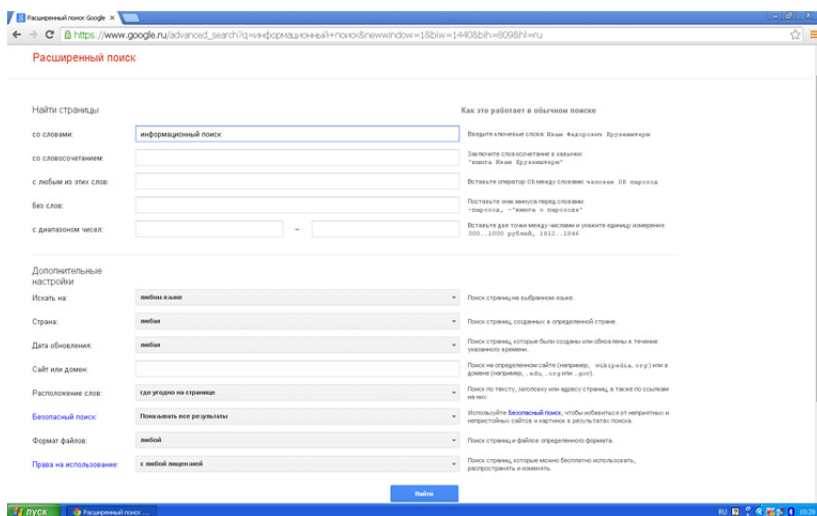 Расширенный поиск Google
https://www.google.ru/advanced_search?q=информационный+поиск&newwindow=1&biw=1440&bih=809&hl=ru
Расширенный поиск
Найти страницы
Как это работает в обычном поиске
со словами:
информационный поиск
Введите ключевые слова: Иван Федорович Крузенштерн
со словосочетанием:
Заключите словосочетание в кавычки:
"книга Иван Крузенштерн"
с любым из этих слов:
Вставьте оператор OR между словами: человек OR пароход
без слов:
Поставьте знак минуса перед словами:
-пароход, -"книга о пароходе"
с диапазоном чисел:
–
Вставьте две точки между числами и укажите единицу измерения:
300..1000 рублей, 1812..1846
Дополнительные
настройки
Искать на:
любом языке
Поиск страниц на выбранном языке.
Страна:
любая
Поиск страниц, созданных в определенной стране.
Дата обновления:
любая
Поиск страниц, которые были созданы или обновлены в течение
указанного времени.
Сайт или домен:
Поиск на определенном сайте (например, wikipedia.org) или в
домене (например, .edu, .org или .gov).
Расположение слов:
где угодно на странице
Поиск по тексту, заголовку или адресу страниц, а также по ссылкам
на них.
Безопасный поиск:
Показывать все результаты
Используйте Безопасный поиск, чтобы избавиться от неприятных и
непристойных сайтов и картинок в результатах поиска.
Формат файлов:
любой
Поиск страниц и файлов определенного формата.
Права на использование:
с любой лицензией
Поиск страниц, которые можно бесплатно использовать,
распространять и изменять.
Найти
пуск
Расширенный поиск ...
RU
10:28